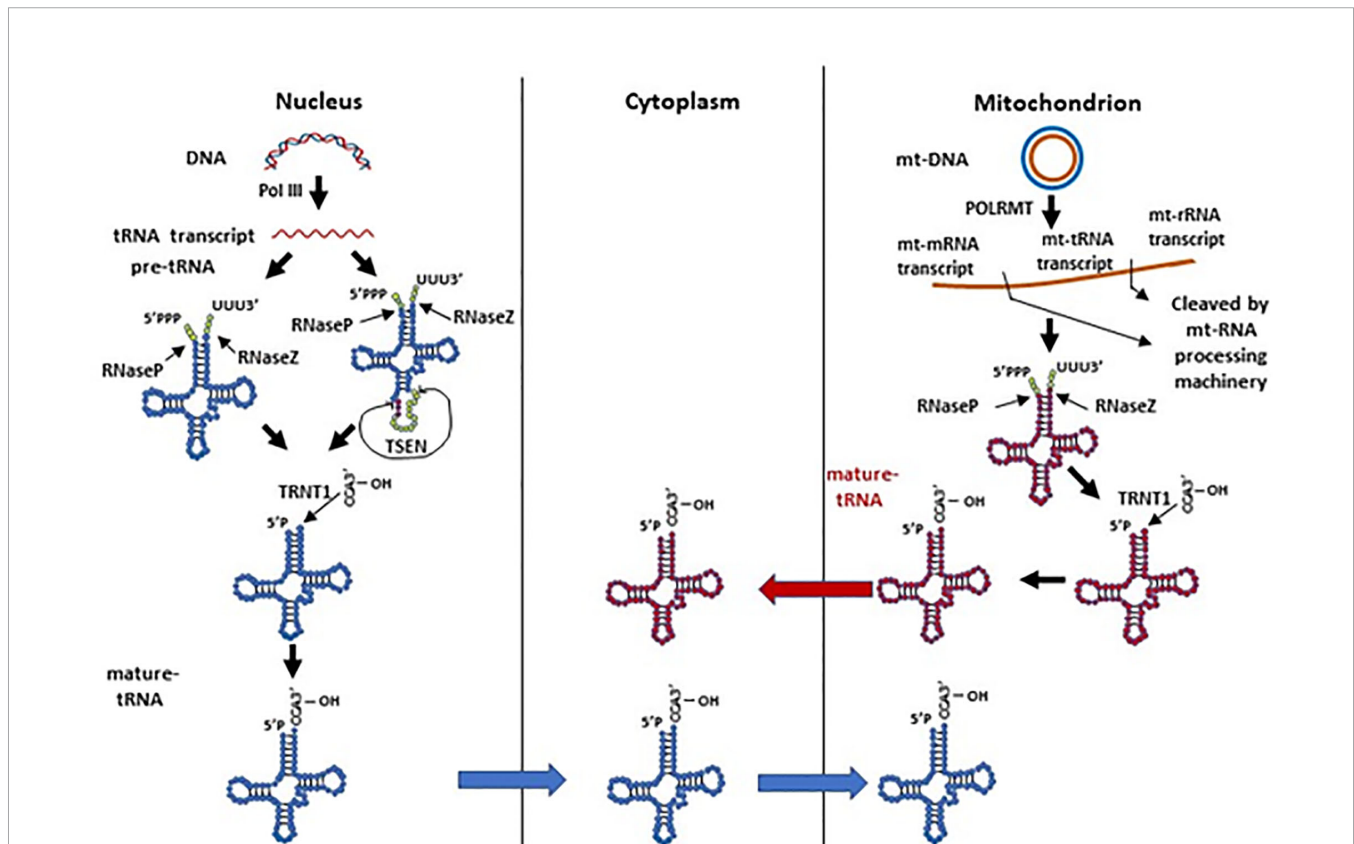 Nucleus
Cytoplasm
Mitochondrion
DNA
Pol III
tRNA transcript
pre-tRNA
5'PPP
UUU3'
RNaseP
RNaseZ
5'PPP
UUU3'
RNaseP
RNaseZ
TSEN
TRNT1
CCA3'
OH
5'P
mature-
tRNA
5'P
CCA3'
OH
5'P
CCA3'
OH
5'P
CCA3'
OH
mt-DNA
POLRMT
mt-mRNA
transcript
mt-tRNA
transcript
mt-rRNA
transcript
Cleaved by
mt-RNA
processing
machinery
5'PPP
UUU3'
RNaseP
RNaseZ
TRNT1
CCA3'
OH
5'P
mature-
tRNA
5'P
CCA3'
OH
5'P
CCA3'
OH